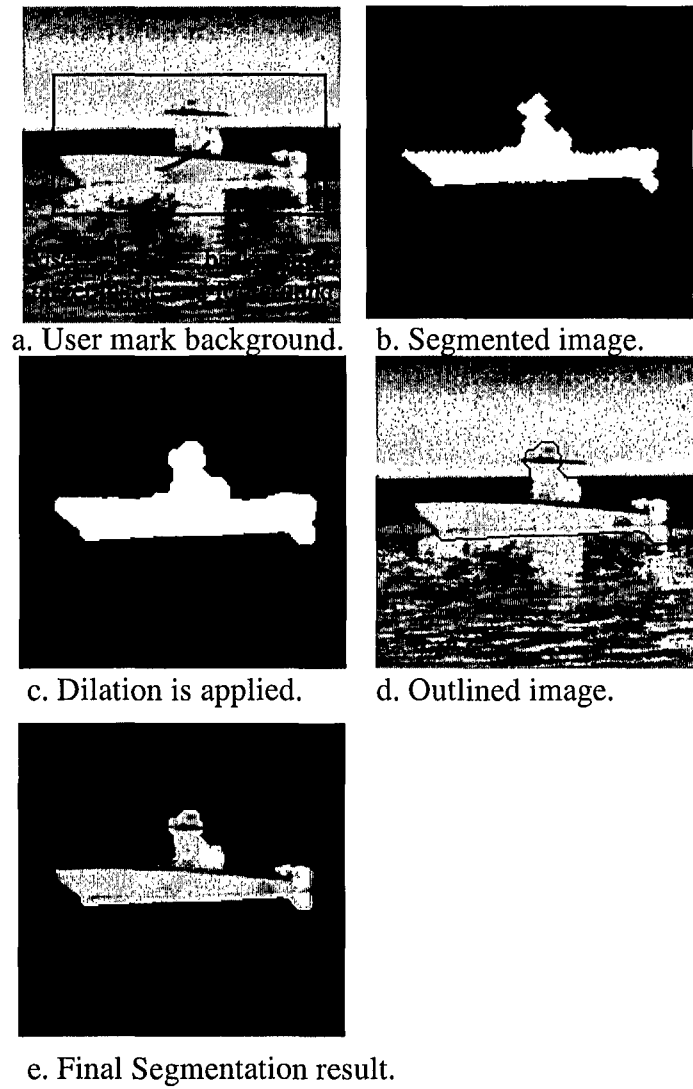 a. User mark background.
b. Segmented image.
c. Dilation is applied.
d. Outlined image.
e. Final Segmentation result.